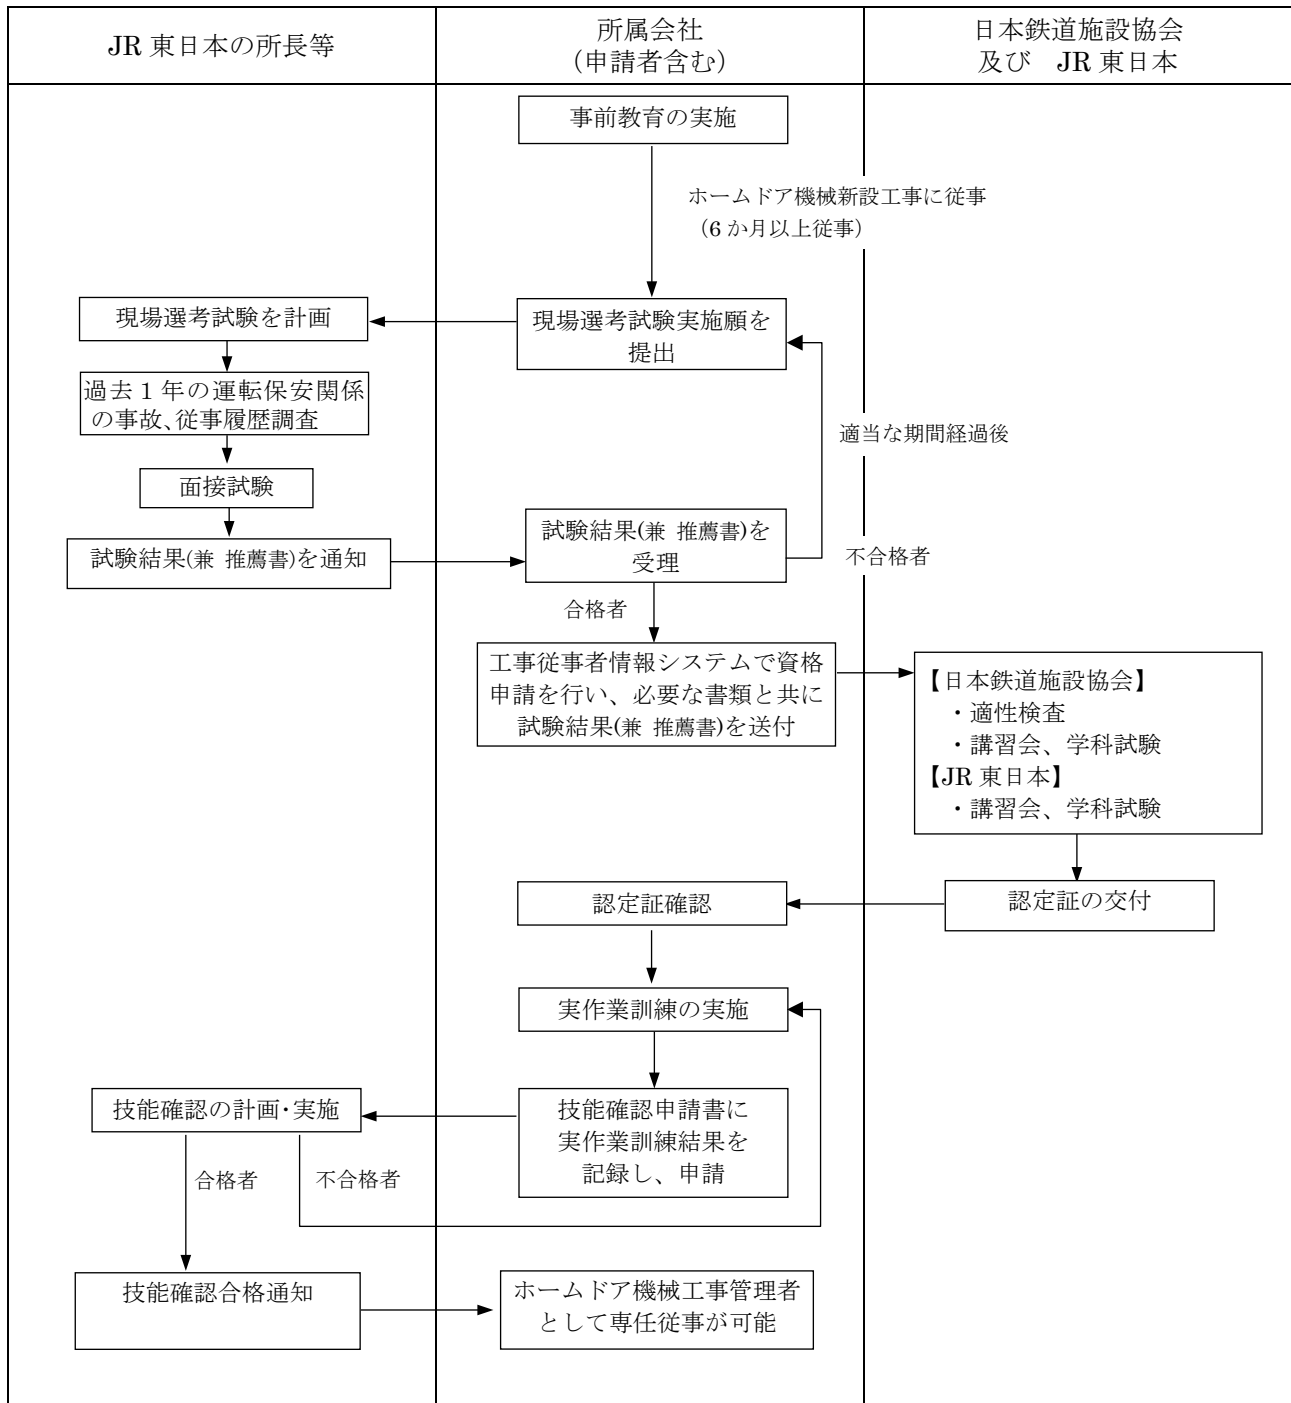 JR 東日本の所長等
所属会社
（申請者含む）
日本鉄道施設協会
及び　JR 東日本
事前教育の実施
ホームドア機械新設工事に従事
（6 か月以上従事）
現場選考試験実施願を
提出
現場選考試験を計画
過去 1 年の運転保安関係
の事故、従事履歴調査
面接試験
試験結果(兼 推薦書)を通知
試験結果(兼 推薦書)を
受理
適当な期間経過後
不合格者
合格者
工事従事者情報システムで資格
申請を行い、必要な書類と共に
試験結果(兼 推薦書)を送付
【日本鉄道施設協会】
・適性検査
・講習会、学科試験
【JR 東日本】
・講習会、学科試験
認定証の交付
認定証確認
実作業訓練の実施
技能確認申請書に
実作業訓練結果を
記録し、申請
技能確認の計画･実施
合格者
不合格者
技能確認合格通知
ホームドア機械工事管理者
として専任従事が可能